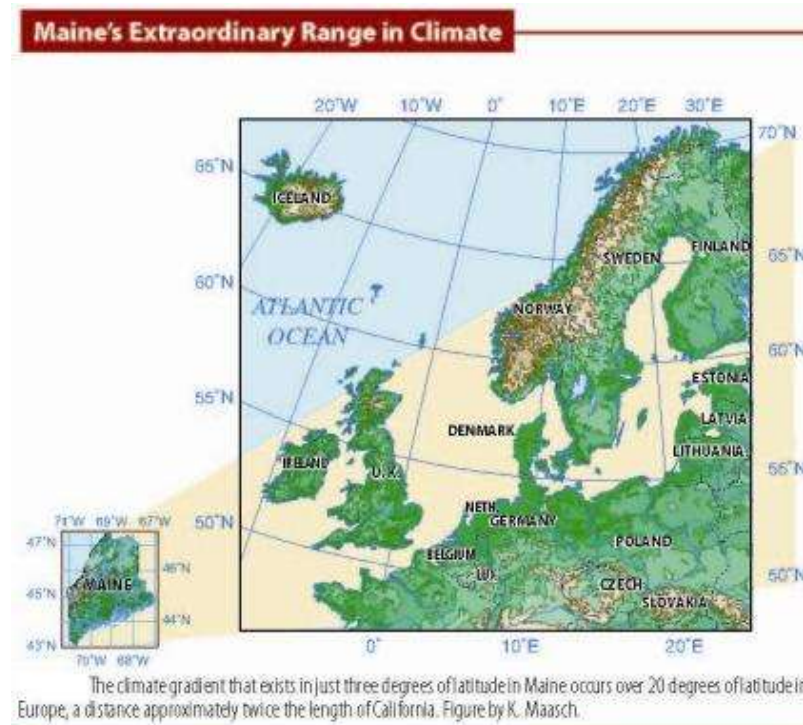 Maine's Extraordinary Range in Climate
20°W 10°W 0° 10°E 20°E 30°E
70°N
65°N
ICELAND
FINLAND
SWEDEN
65°N
60°N
ATLANTIC
OCEAN
NORWAY
60°N
ESTONIA
55°N
LATVIA
DENMARK
LITHUANIA
IRELAND
U.K.
55°N
NETH.
50°N
GERMANY
71°W 69°W 67°W
POLAND
47°N
BELGIUM
46°N
LUX.
50°N
MAINE
CZECH
45°N
SLOVAKIA
44°N
43°N
70°W 68°W
0° 10°E 20°E
The climate gradient that exists in just three degrees of latitude in Maine occurs over 20 degrees of latitude in
Europe, a distance approximately twice the length of California. Figure by K. Maasch.